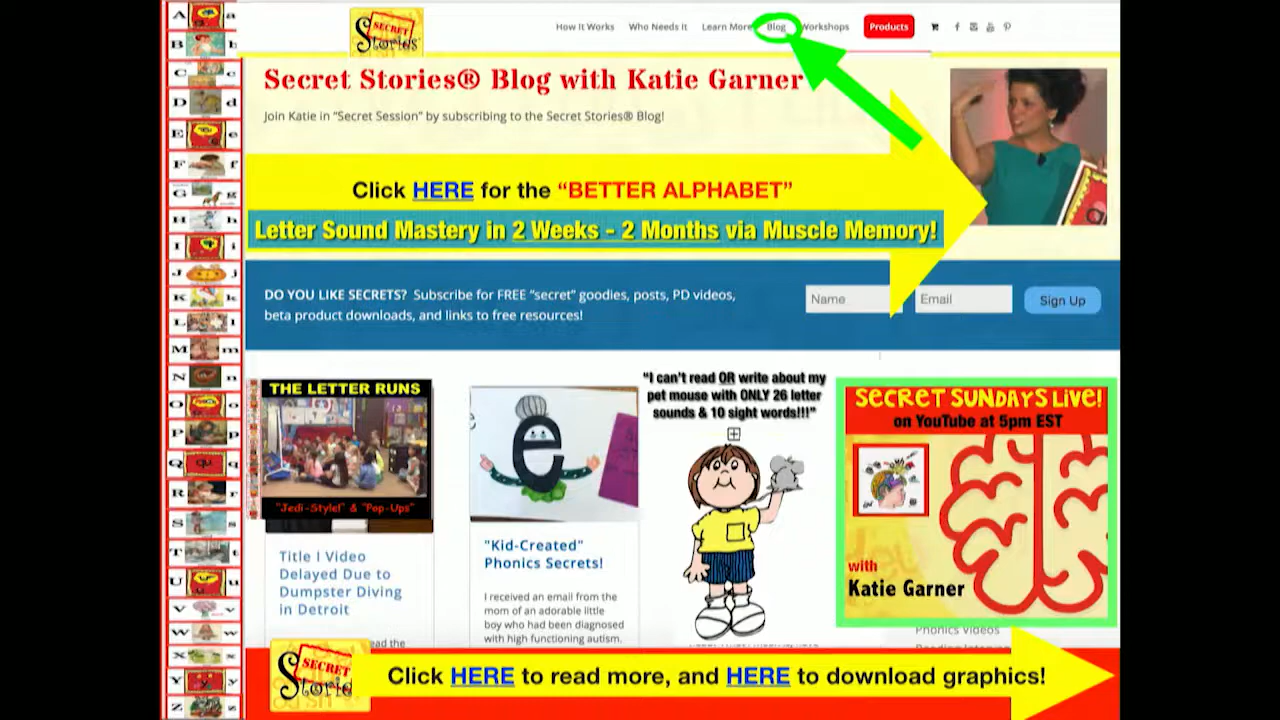 How It Works
Who Needs It
Learn More
Blog
Workshops
Products
SECRET
Stories
Secret Stories® Blog with Katie Garner
Join Katie in “Secret Session” by subscribing to the Secret Stories® Blog!
Click HERE for the “BETTER ALPHABET”
Letter Sound Mastery in 2 Weeks - 2 Months via Muscle Memory!
DO YOU LIKE SECRETS? Subscribe for FREE “secret” goodies, posts, PD videos,
beta product downloads, and links to free resources!
Name
Email
Sign Up
A a
B b
C c
D d
E e
F f
G g
H h
I i
J j
K k
L l
M m
N n
O o
P p
Q qu q
R r
S s
T t
U u
V v
W w
X x
Y y
Z z
THE LETTER RUNS
"Jedi-Style!" & "Pop-Ups"
Title I Video
Delayed Due to
Dumpster Diving
in Detroit
e
"Kid-Created"
Phonics Secrets!
I received an email from the
mom of an adorable little
boy who had been diagnosed
with high functioning autism.
"I can't read OR write about my
pet mouse with ONLY 26 letter
sounds & 10 sight words!!!"
SECRET SUNDAYS LIVE!
on YouTube at 5pm EST
with
Katie Garner
Phonics Videos
SECRET
Stories
Click HERE to read more, and HERE to download graphics!